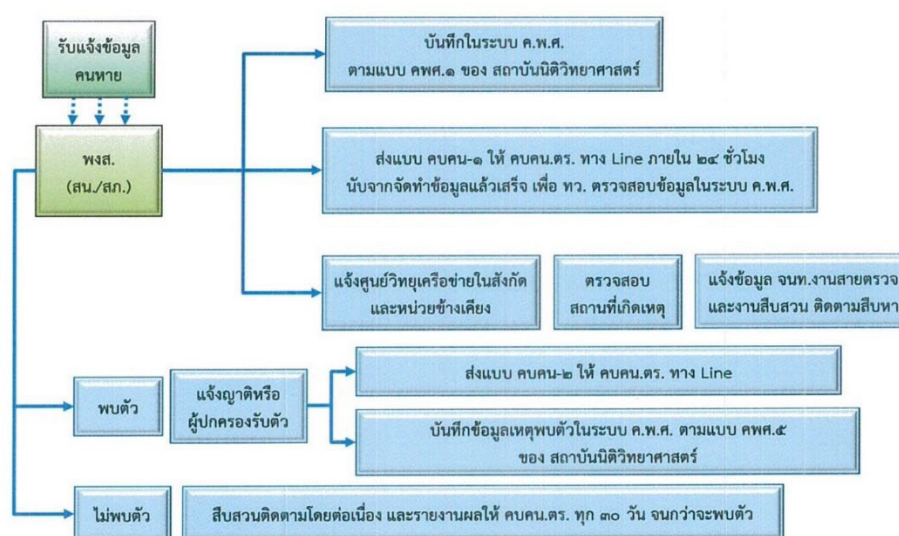 รับแจ้งข้อมูล
คนหาย
พงส.
(สน./สภ.)
บันทึกในระบบ ค.พ.ศ.
ตามแบบ คพศ.๑ ของ สถาบันนิติวิทยาศาสตร์
ส่งแบบ คบคน-๑ ให้ คบคน.ตร. ทาง Line ภายใน ๒๔ ชั่วโมง
นับจากจัดทำข้อมูลแล้วเสร็จ เพื่อ ทว. ตรวจสอบข้อมูลในระบบ ค.พ.ศ.
แจ้งศูนย์วิทยุเครือข่ายในสังกัด
และหน่วยข้างเคียง
ตรวจสอบ
สถานที่เกิดเหตุ
แจ้งข้อมูล จนท.งานสายตรวจ
และงานสืบสวน ติดตามสืบหา
พบตัว
แจ้งญาติหรือ
ผู้ปกครองรับตัว
ส่งแบบ คบคน-๒ ให้ คบคน.ตร. ทาง Line
บันทึกข้อมูลเหตุพบตัวในระบบ ค.พ.ศ. ตามแบบ คพศ.๕
ของ สถาบันนิติวิทยาศาสตร์
ไม่พบตัว
สืบสวนติดตามโดยต่อเนื่อง และรายงานผลให้ คบคน.ตร. ทุก ๓๐ วัน จนกว่าจะพบตัว